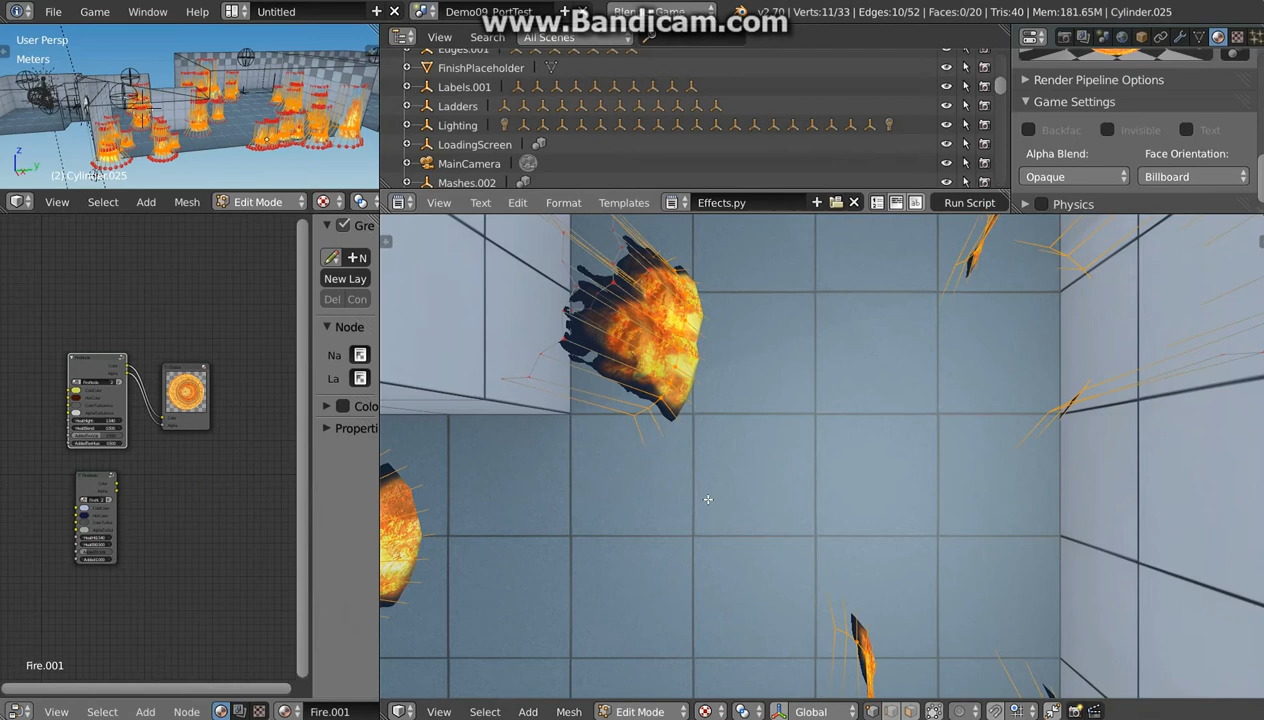 File Game Window Help Untitled Demo09_PortTest Blender Game v2.70 | Verts:11/33 | Edges:10/52 | Faces:0/20 | Tris:40 | Mem:181.65M | Cylinder.025
www.Bandicam.com
User Persp
Meters
(2) Cylinder.025
View Search All Scenes
Edges.001
FinishPlaceholder
Labels.001
Ladders
Lighting
LoadingScreen
MainCamera
Mashes.002
Render Pipeline Options
Game Settings
Backfac Invisible Text
Alpha Blend: Face Orientation:
Opaque Billboard
Physics
View Select Add Mesh Edit Mode
View Text Edit Format Templates Effects.py Run Script
Gre
N
New Lay
Del Con
Node
Na
La
Colo
Properti
Fire.001
View Select Add Node Fire.001
View Select Add Mesh Edit Mode Global